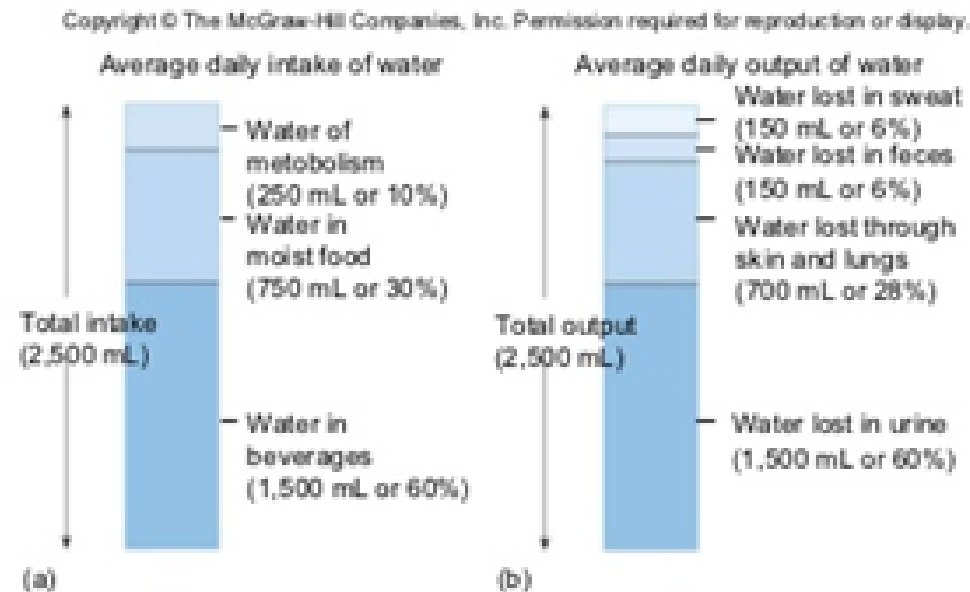 Copyright © The McGraw-Hill Companies, Inc. Permission required for reproduction or display.
Average daily intake of water
Water of
metobolism
(250 mL or 10%)
Water in
moist food
(750 mL or 30%)
Total intake
(2,500 mL)
Water in
beverages
(1,500 mL or 60%)
(a)
Average daily output of water
Water lost in sweat
(150 mL or 6%)
Water lost in feces
(150 mL or 6%)
Water lost through
skin and lungs
(700 mL or 28%)
Total output
(2,500 mL)
Water lost in urine
(1,500 mL or 60%)
(b)